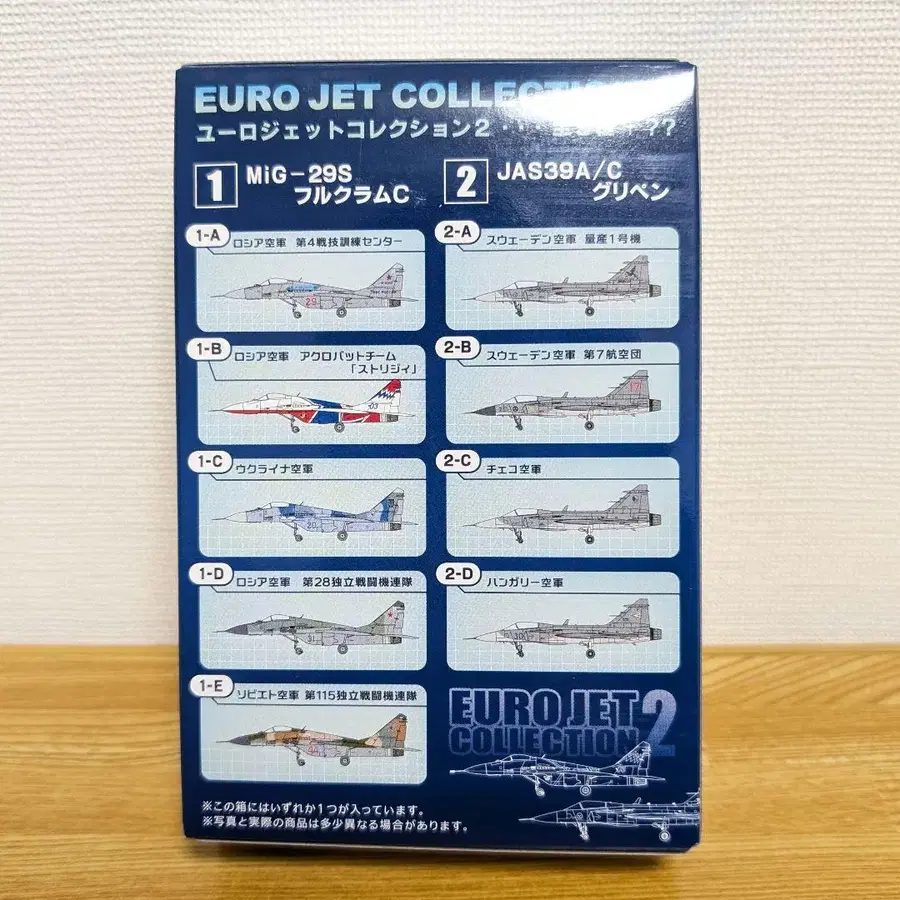 EURO JET COLLECTION
ユーロジェットコレクション2
1 MiG-29S
フルクラムC
1-A ロシア空軍 第4戦技訓練センター
1-B ロシア空軍 アクロバットチーム
「ストリジィ」
1-C ウクライナ空軍
1-D ロシア空軍 第28独立戦闘機連隊
1-E ソビエト空軍 第115独立戦闘機連隊
2 JAS39A/C
グリペン
2-A スウェーデン空軍 量産1号機
2-B スウェーデン空軍 第7航空団
2-C チェコ空軍
2-D ハンガリー空軍
EURO JET
COLLECTION 2
※この箱にはいずれか1つが入っています。
※写真と実際の商品は多少異なる場合があります。